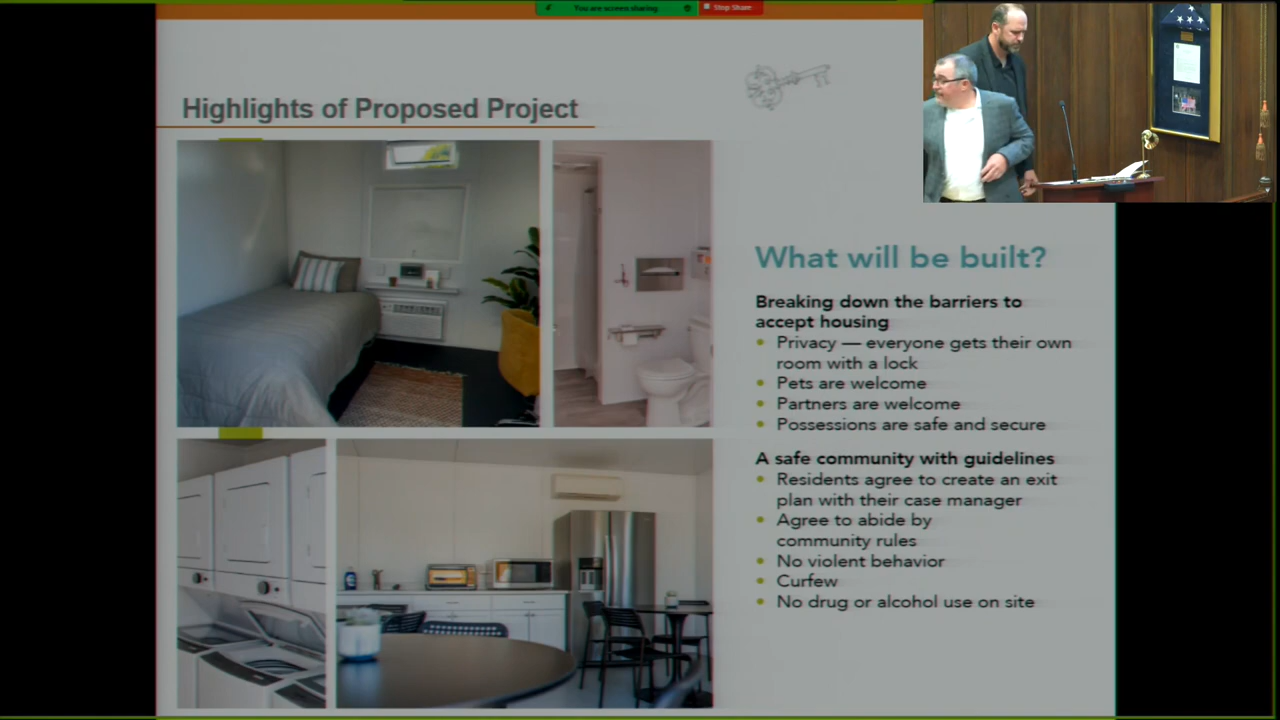 You are screen sharing
Stop Share
Highlights of Proposed Project
What will be built?
Breaking down the barriers to
accept housing
• Privacy — everyone gets their own
room with a lock
• Pets are welcome
• Partners are welcome
• Possessions are safe and secure
A safe community with guidelines
• Residents agree to create an exit
plan with their case manager
• Agree to abide by
community rules
• No violent behavior
• Curfew
• No drug or alcohol use on site